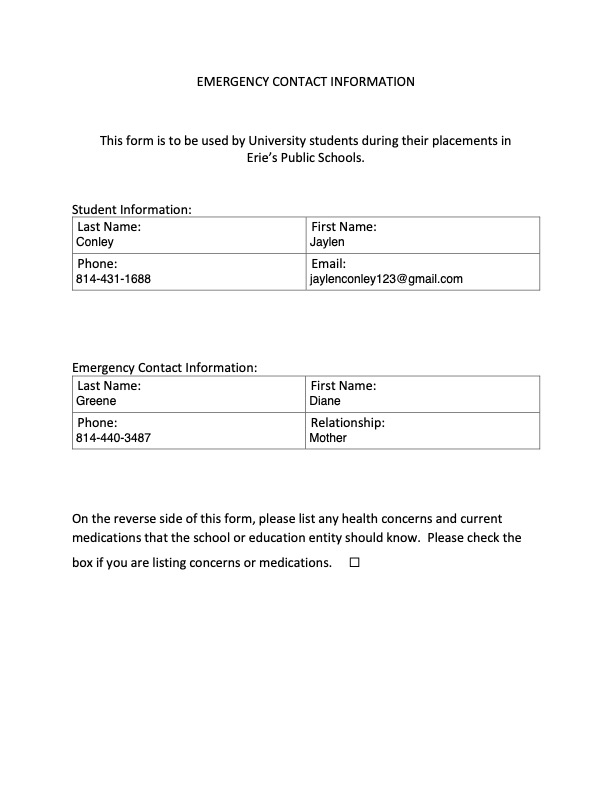 EMERGENCY CONTACT INFORMATION
This form is to be used by University students during their placements in
Erie’s Public Schools.
Student Information:
Last Name: First Name:
Conley Jaylen
Phone: Email:
814-431-1688 jaylenconley123@gmail.com
Emergency Contact Information:
Last Name: First Name:
Greene Diane
Phone: Relationship:
814-440-3487 Mother
On the reverse side of this form, please list any health concerns and current
medications that the school or education entity should know.  Please check the
box if you are listing concerns or medications. ☐